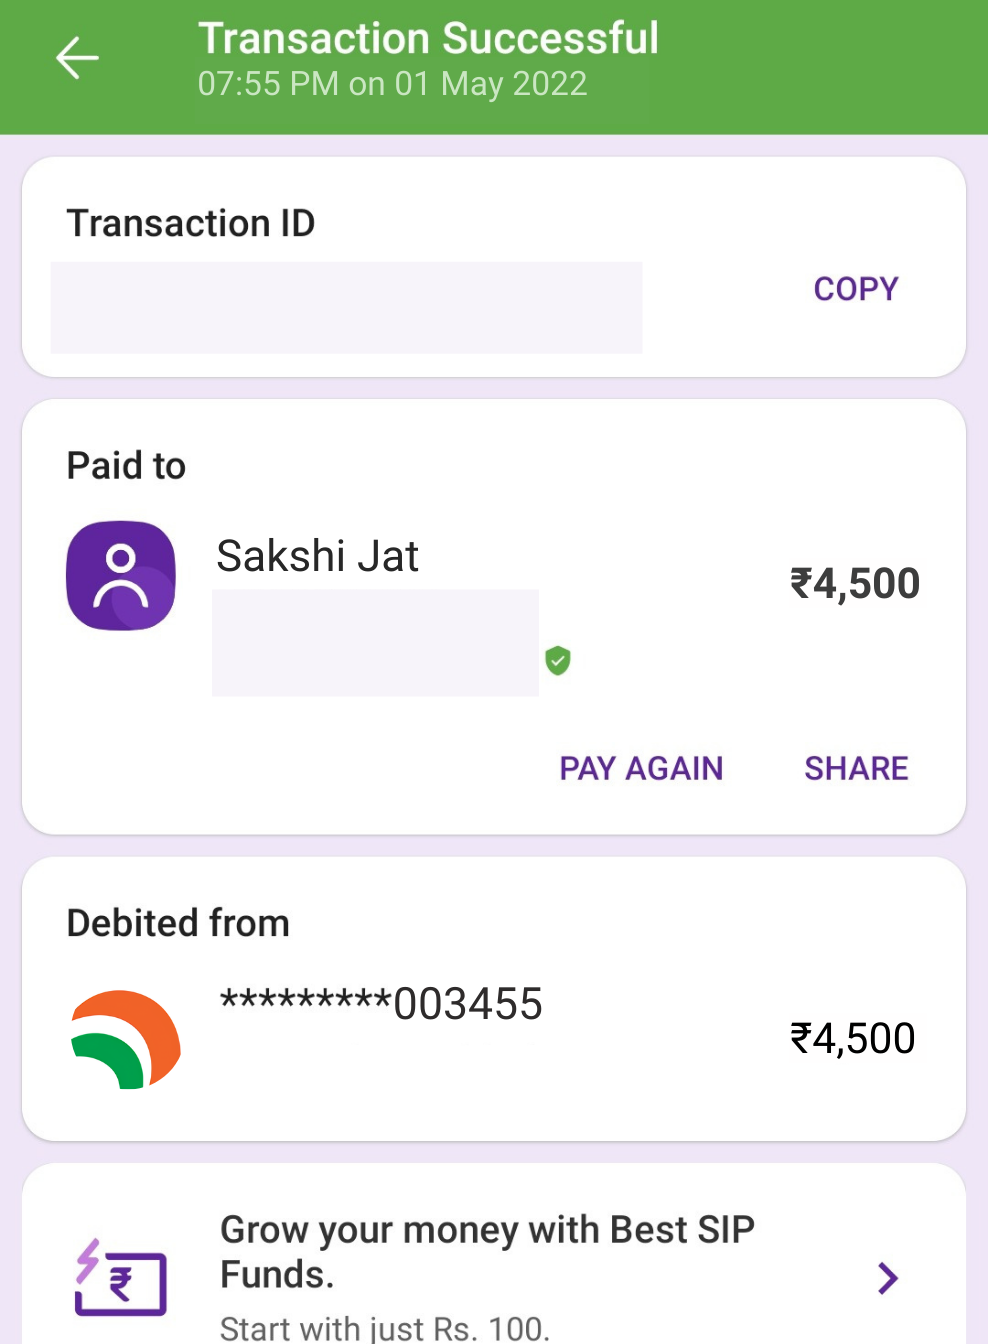 Transaction Successful
07:55 PM on 01 May 2022
Transaction ID
COPY
Paid to
Sakshi Jat
₹4,500
PAY AGAIN
SHARE
Debited from
*********003455
₹4,500
Grow your money with Best SIP
Funds.
Start with just Rs. 100.